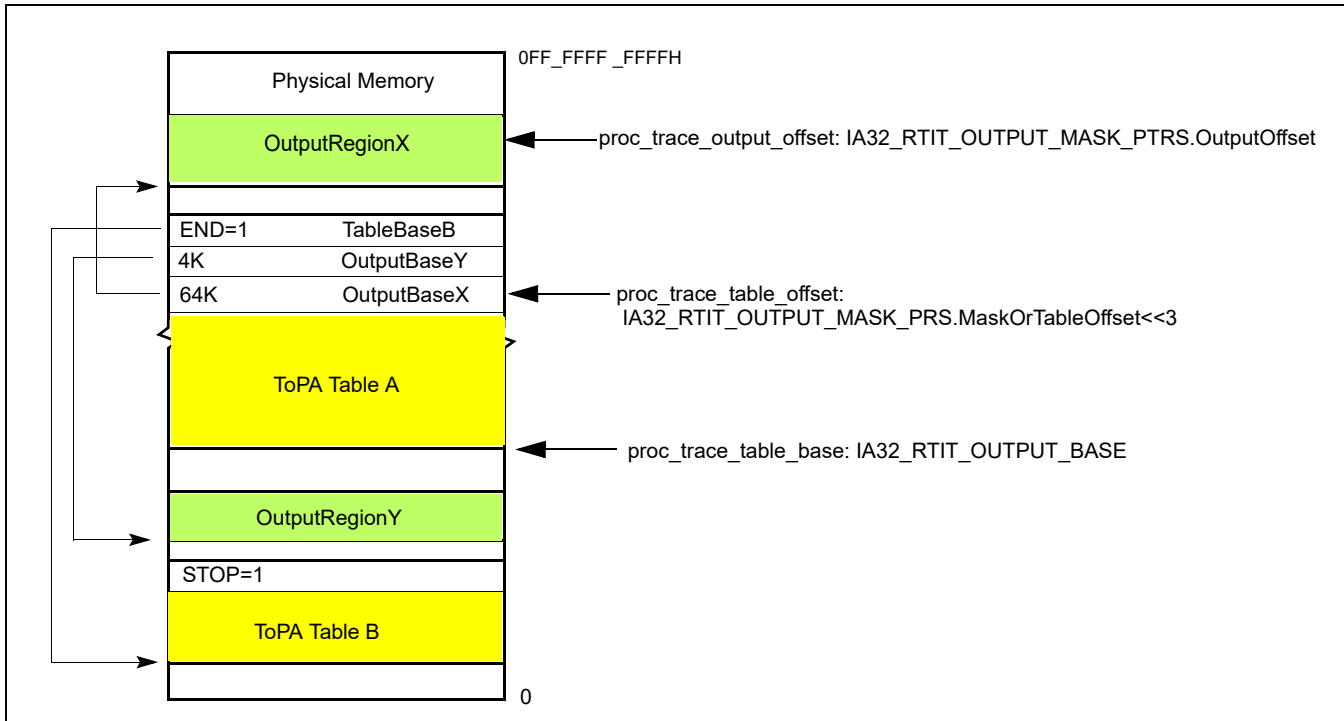 0FF_FFFF _FFFFH
Physical Memory
OutputRegionX
proc_trace_output_offset: IA32_RTIT_OUTPUT_MASK_PTRS.OutputOffset
END=1 TableBaseB
4K OutputBaseY
64K OutputBaseX
proc_trace_table_offset:
IA32_RTIT_OUTPUT_MASK_PRS.MaskOrTableOffset<<3
ToPA Table A
proc_trace_table_base: IA32_RTIT_OUTPUT_BASE
OutputRegionY
STOP=1
ToPA Table B
0